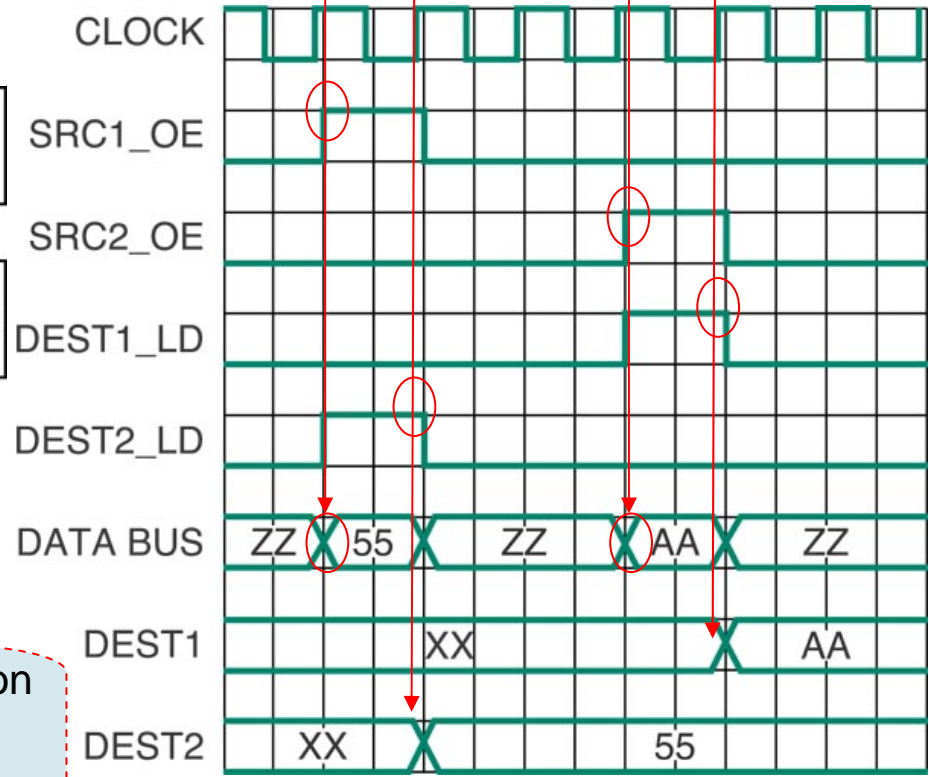 CLOCK
SRC1_OE
SRC2_OE
DEST1_LD
DEST2_LD
DATA BUS ZZ 55 ZZ AA ZZ
DEST1 XX AA
on
DEST2 XX 55